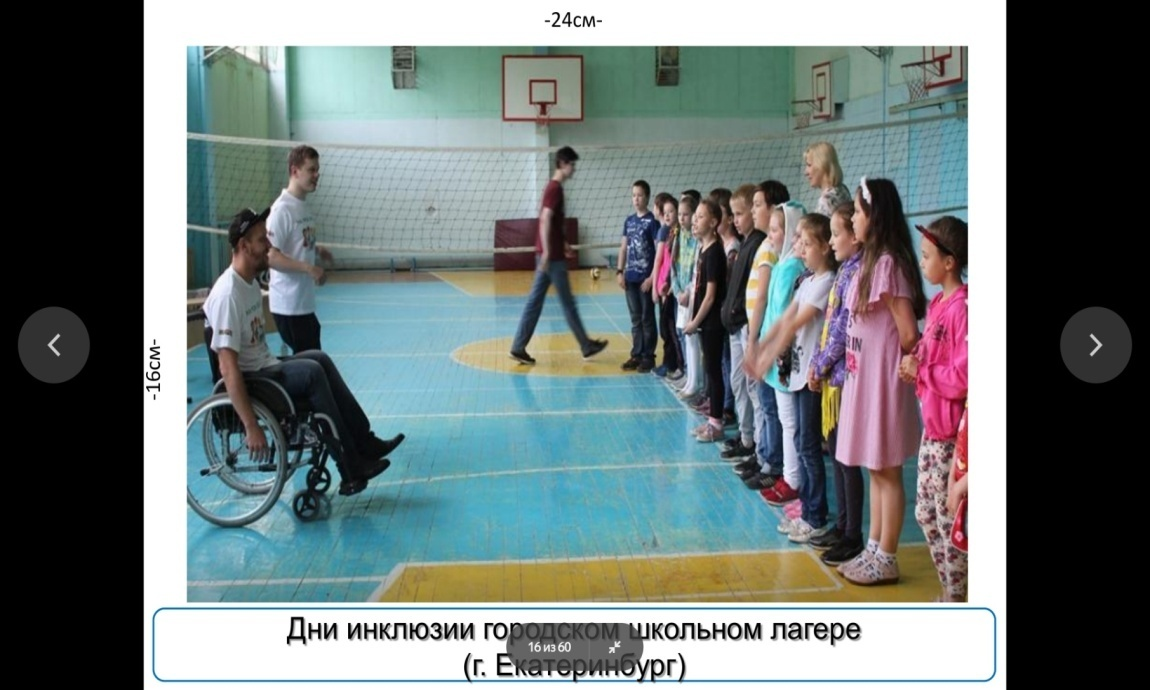 -24см-
-16см-
Дни инклюзии городском школьном лагере
16 из 60
(г. Екатеринбург)